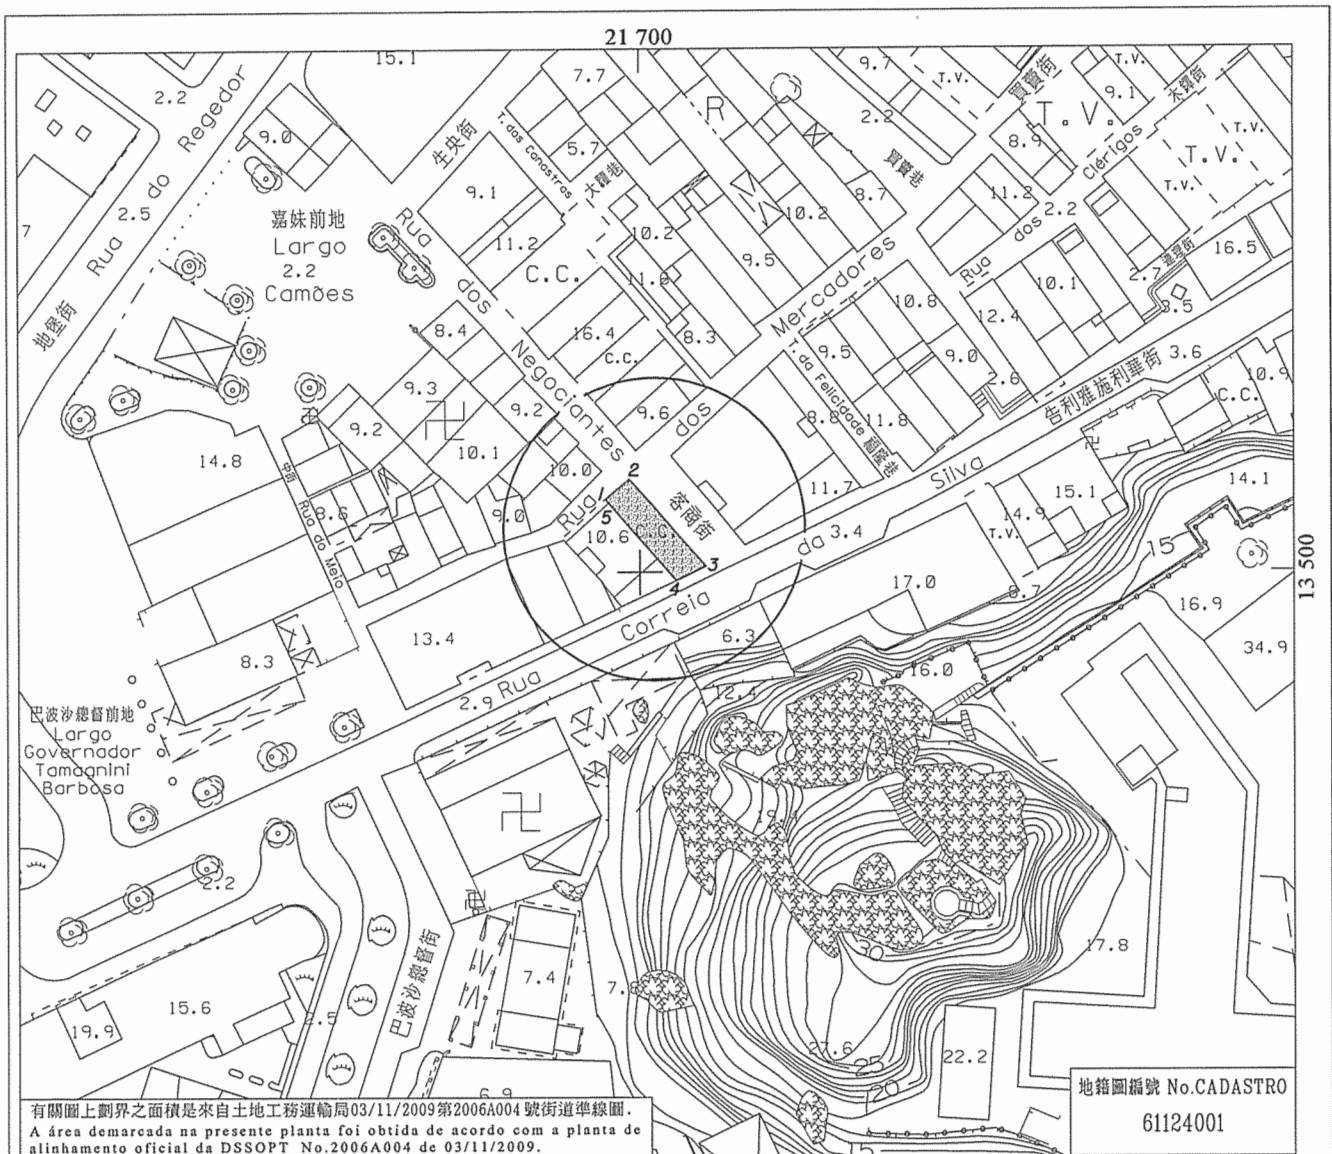 21 700
15.1
7.7
9.7
T.V.
T.V.
買賣街
2.2
Rua do Regedor
9.0
生央街
T. dos Conastras
5.7
R
2.2
T. V.
9.1
木鐸街
T.V.
8.9
T.V.
T.V.
Clérigos
2.5
7
9.1
大籮巷
買賣巷
8.7
11.2
嘉妹前地
Largo
2.2
Camões
地堡街
Rua dos Negociantes
11.2
C.C.
10.2
10.2
9.5
Rua dos Mercadores
Rua dos
2.2
16.5
10.1
2.7
3.5
8.4
16.4
C.C.
8.3
10.8
12.4
9.5
9.0
T. da Felicidade
福隆巷
2.6
告利雅施利華街
3.6
10.9
C.C.
9.3
9.2
9.2
9.6
8.8
11.8
14.8
10.1
10.0
11.7
15.1
14.1
14.9
T.V.
8.6
9.0
Rua do Meio
1
2
3
4
5
10.6
客商街
Rua Correia da Silva
3.4
17.0
8.7
15
16.9
34.9
13 500
13.4
6.3
8.3
2.9
12.4
16.0
巴波沙總督前地
Largo
Governador
Tamagnini
Barbosa
2.2
巴波沙總督街
7.4
17.8
15.6
19.9
2.5
27.6
25
20
22.2
6.9
地籍圖編號 No.CADASTRO
61124001
有關圖上劃界之面積是來自土地工務運輸局03/11/2009第2006A004號街道準線圖.
A área demarcada na presente planta foi obtida de acordo com a planta de
alinhamento oficial da DSSOPT No.2006A004 de 03/11/2009.